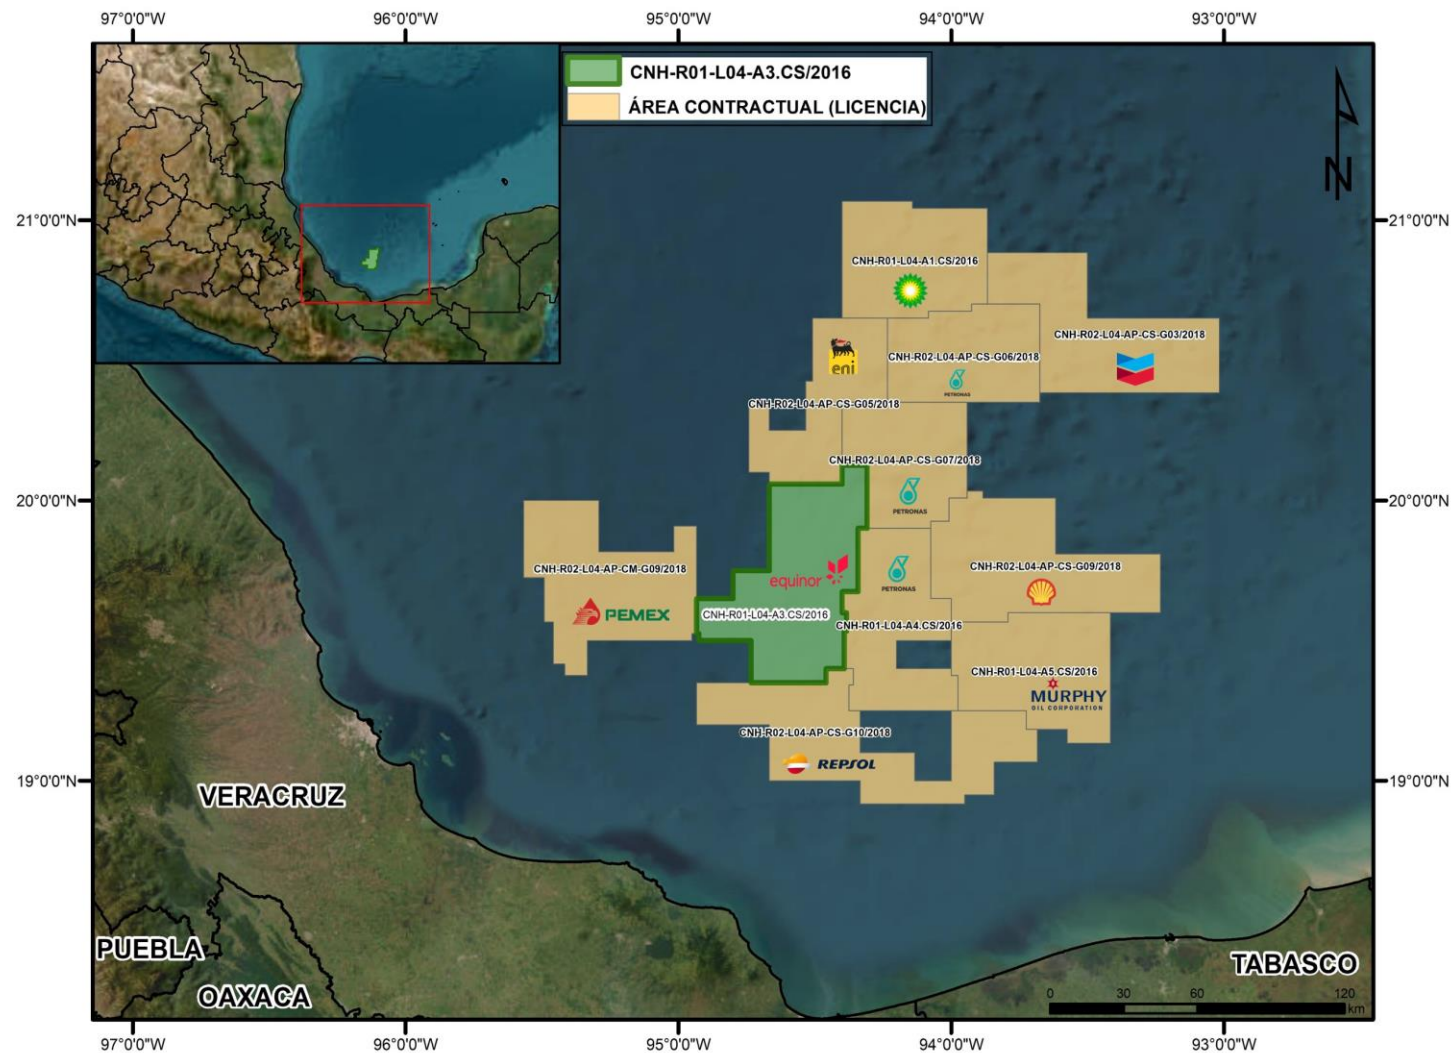 97°0'0"W
96°0'0"W
95°0'0"W
94°0'0"W
93°0'0"W
CNH-R01-L04-A3.CS/2016
ÁREA CONTRACTUAL (LICENCIA)
N
21°0'0"N
21°0'0"N
CNH-R01-L04-A1.CS/2016
CNH-R02-L04-AP-CS-G03/2018
eni
CNH-R02-L04-AP-CS-G06/2018
PETRONAS
CNH-R02-L04-AP-CS-G05/2018
CNH-R02-L04-AP-CS-G07/2018
20°0'0"N
20°0'0"N
PETRONAS
CNH-R02-L04-AP-CM-G09/2018
CNH-R02-L04-AP-CS-G09/2018
equinor
PETRONAS
PEMEX
CNH-R01-L04-A3.CS/2016
CNH-R01-L04-A4.CS/2016
CNH-R01-L04-A5.CS/2016
MURPHY
OIL CORPORATION
CNH-R02-L04-AP-CS-G10/2018
REPSOL
19°0'0"N
19°0'0"N
VERACRUZ
PUEBLA
OAXACA
TABASCO
0 30 60 120
km
97°0'0"W
96°0'0"W
95°0'0"W
94°0'0"W
93°0'0"W